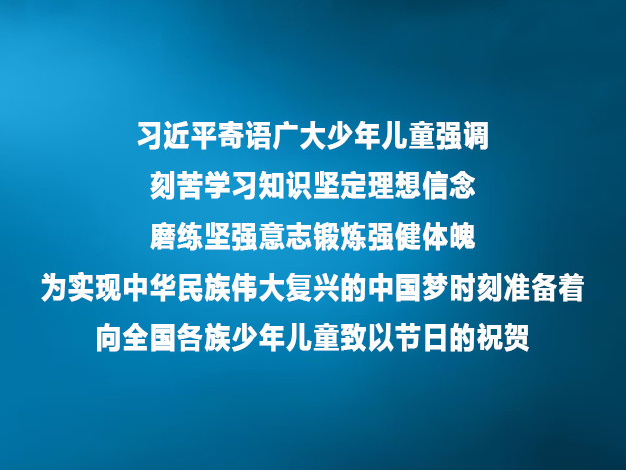 习近平寄语广大少年儿童强调
刻苦学习知识坚定理想信念
磨练坚强意志锻炼强健体魄
为实现中华民族伟大复兴的中国梦时刻准备着
向全国各族少年儿童致以节日的祝贺